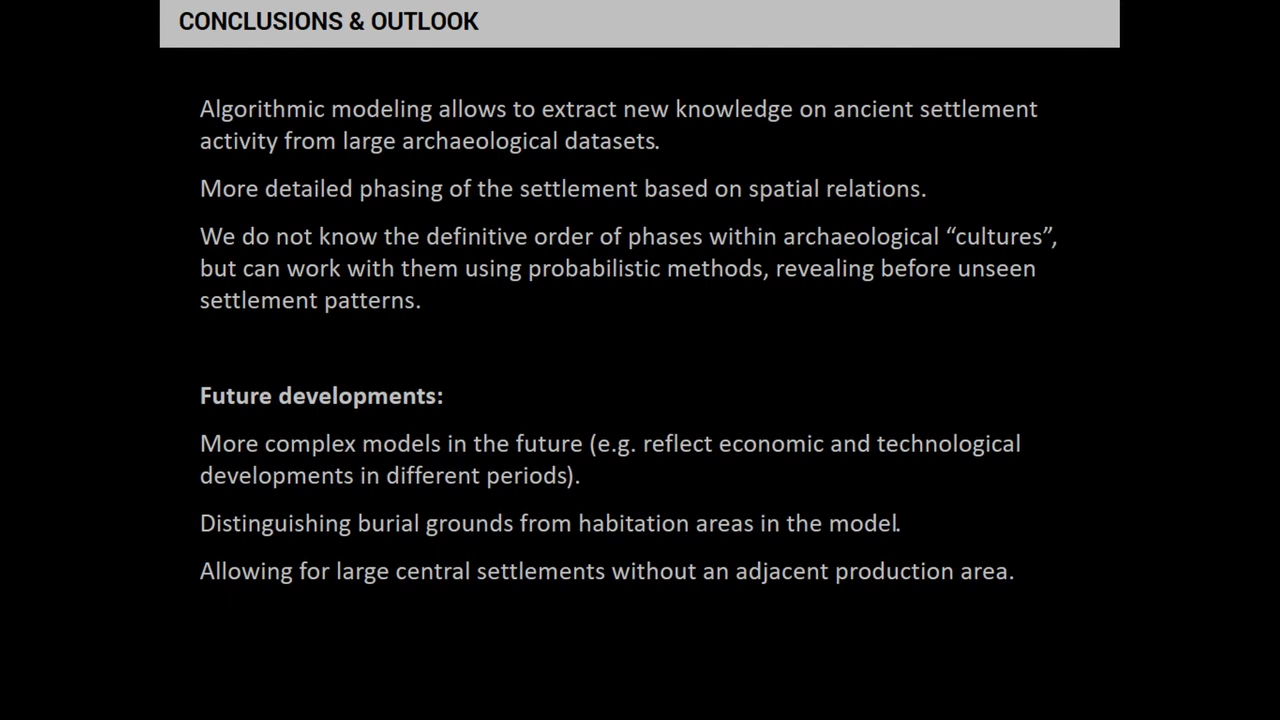 CONCLUSIONS & OUTLOOK
Algorithmic modeling allows to extract new knowledge on ancient settlement
activity from large archaeological datasets.
More detailed phasing of the settlement based on spatial relations.
We do not know the definitive order of phases within archaeological “cultures”,
but can work with them using probabilistic methods, revealing before unseen
settlement patterns.
Future developments:
More complex models in the future (e.g. reflect economic and technological
developments in different periods).
Distinguishing burial grounds from habitation areas in the model.
Allowing for large central settlements without an adjacent production area.